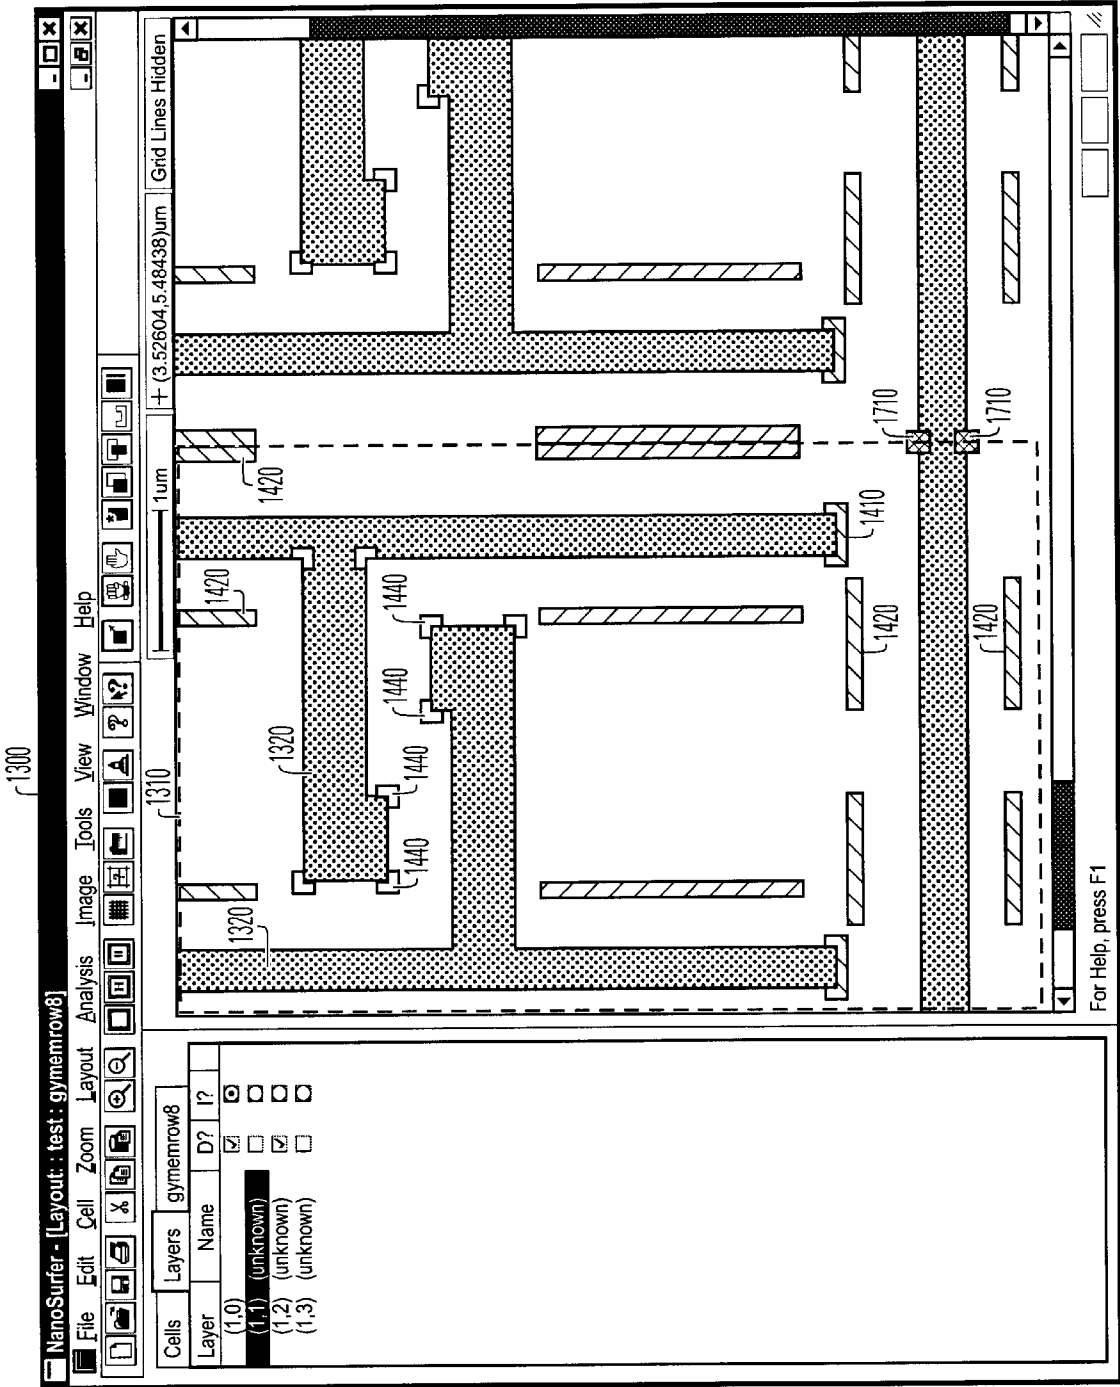 1300
NanoSurfer - [Layout: : test : gymemrow8]
File Edit Cell Zoom Layout Analysis Image Tools View Window Help
Cells Layers gymemrow8
Layer Name D? I?
(1,0)
(1,1) (unknown)
(1,2) (unknown)
(1,3) (unknown)
1310
1um
+ (3.52604,5.48438)um
Grid Lines Hidden
1420
1420
1320
1320
1440
1440
1440
1440
1410
1420
1420
1710
1710
For Help, press F1